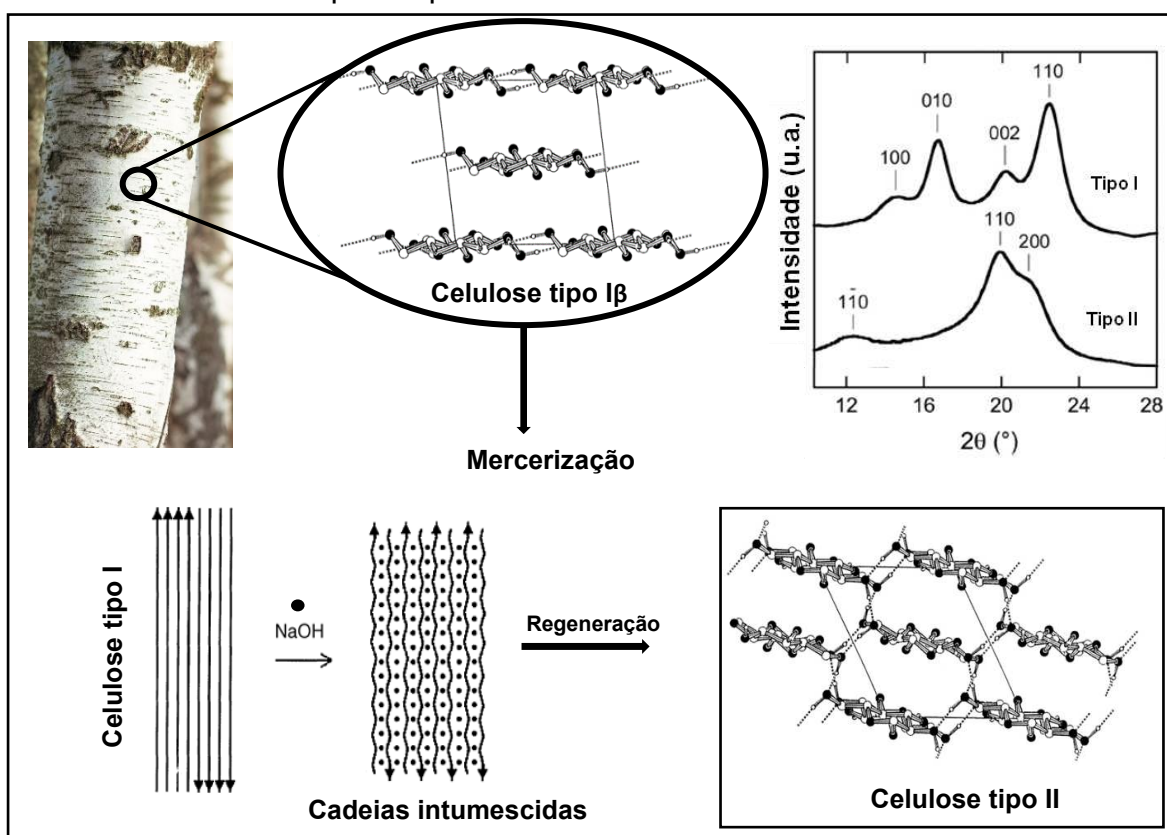 Celulose tipo Iβ
Mercerização
Intensidade (u.a.)
100
010
002
110
Tipo I
110
200
1-10
Tipo II
12
16
20
24
28
2θ (°)
Celulose tipo I
NaOH
Cadeias intumescidas
Regeneração
Celulose tipo II